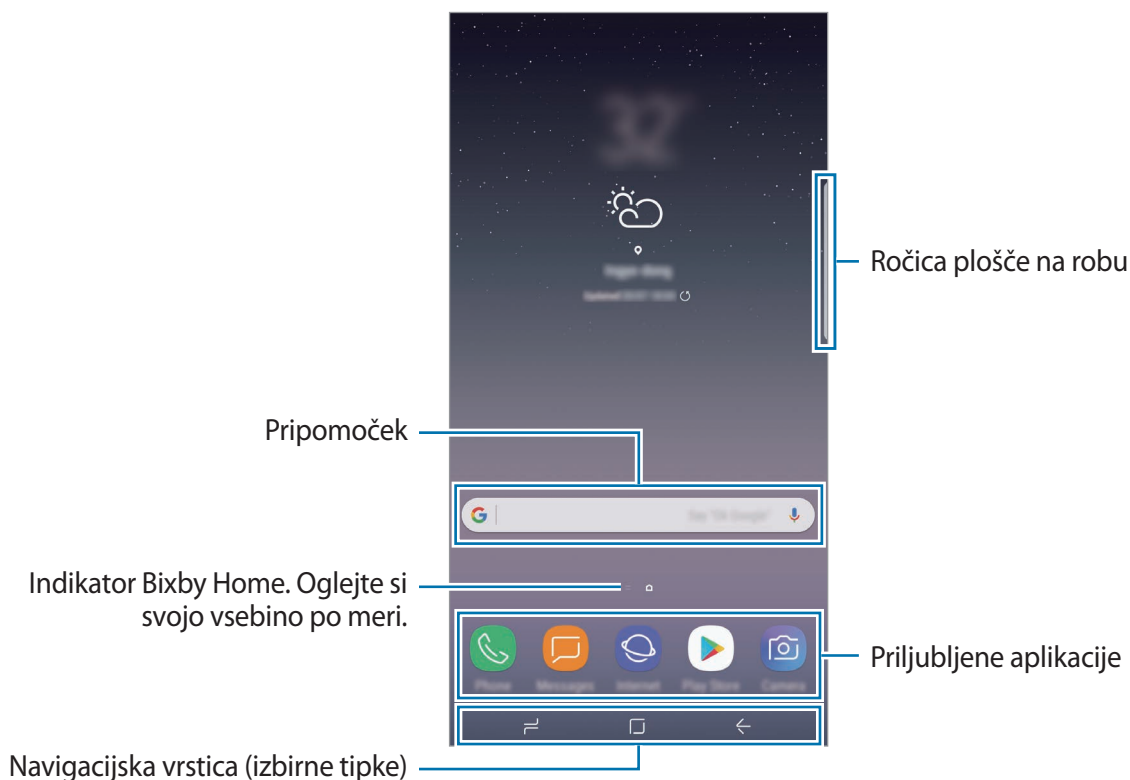 Ročica plošče na robu
Pripomoček
Indikator Bixby Home. Oglejte si
svojo vsebino po meri.
Phone Messages Internet Play Store Camera
Priljubljene aplikacije
Navigacijska vrstica (izbirne tipke)